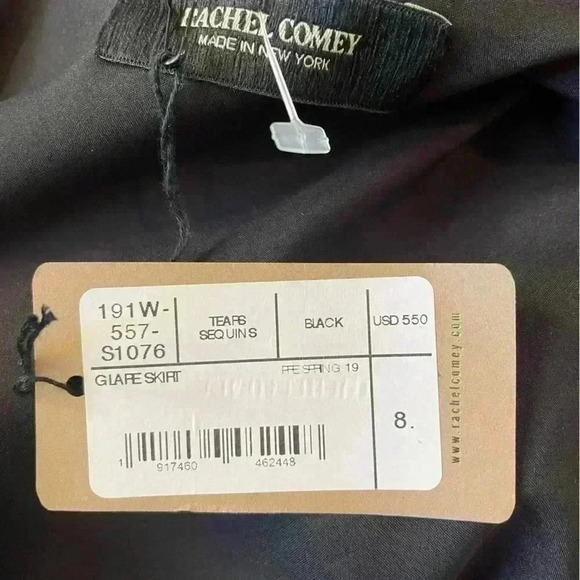 RACHEL COMEY
MADE IN NEW YORK
191W-
557-
S1076
TEARS
SEQUINS
BLACK
USD 550
GLARE SKIRT
PRE SPRING 19
8.
1 917460 462448
www.rachelcomey.com